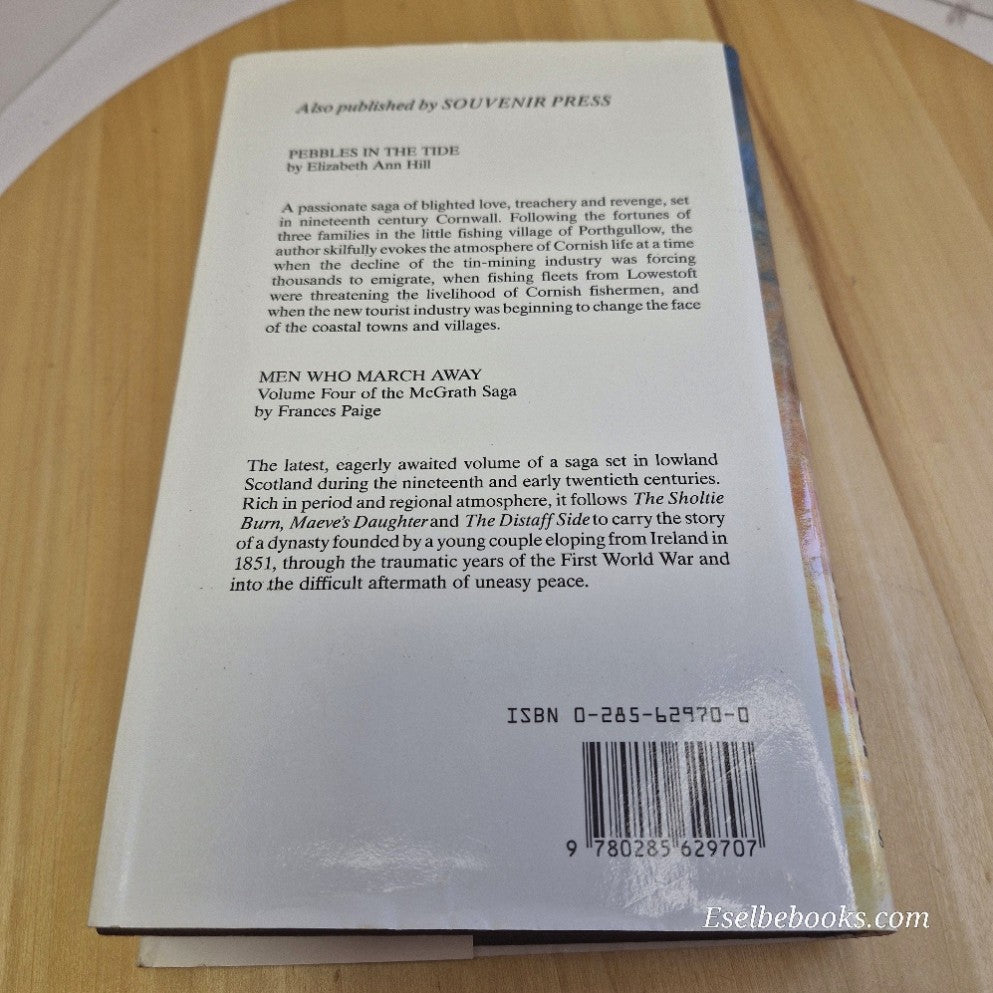 Also published by SOUVENIR PRESS
PEBBLES IN THE TIDE
by Elizabeth Ann Hill
A passionate saga of blighted love, treachery and revenge, set
in nineteenth century Cornwall. Following the fortunes of
three families in the little fishing village of Porthgullow, the
author skilfully evokes the atmosphere of Cornish life at a time
when the decline of the tin-mining industry was forcing
thousands to emigrate, when fishing fleets from Lowestoft
were threatening the livelihood of Cornish fishermen, and
when the new tourist industry was beginning to change the face
of the coastal towns and villages.
MEN WHO MARCH AWAY
Volume Four of the McGrath Saga
by Frances Paige
The latest, eagerly awaited volume of a saga set in lowland
Scotland during the nineteenth and early twentieth centuries.
Rich in period and regional atmosphere, it follows The Sholtie
Burn, Maeve's Daughter and The Distaff Side to carry the story
of a dynasty founded by a young couple eloping from Ireland in
1851, through the traumatic years of the First World War and
into the difficult aftermath of uneasy peace.
ISBN 0-285-62970-0
9 780285 629707
Eselbebooks.com